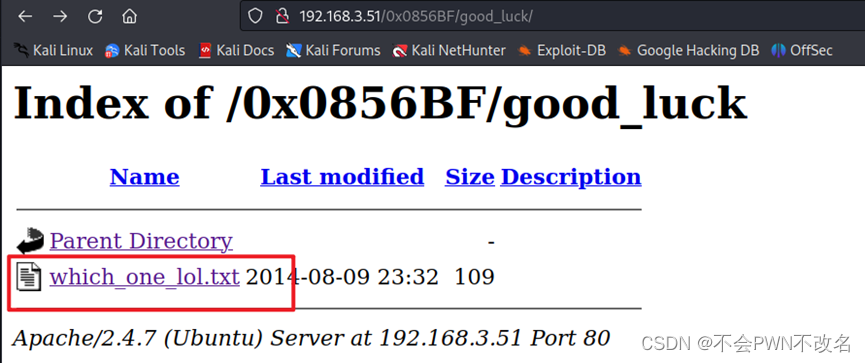 192.168.3.51/0x0856BF/good_luck/
Kali Linux Kali Tools Kali Docs Kali Forums Kali NetHunter Exploit-DB Google Hacking DB OffSec
Index of /0x0856BF/good_luck
Name Last modified Size Description
Parent Directory -
which_one_lol.txt 2014-08-09 23:32 109
Apache/2.4.7 (Ubuntu) Server at 192.168.3.51 Port 80
CSDN @不会PWN不改名